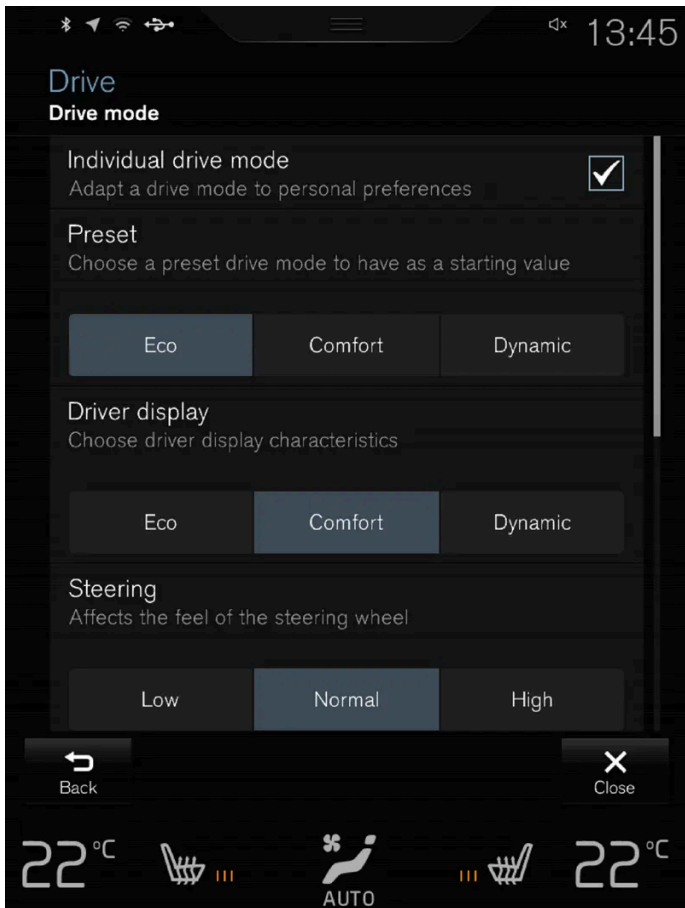 13:45
Drive
Drive mode
Individual drive mode
Adapt a drive mode to personal preferences
Preset
Choose a preset drive mode to have as a starting value
Eco Comfort Dynamic
Driver display
Choose driver display characteristics
Eco Comfort Dynamic
Steering
Affects the feel of the steering wheel
Low Normal High
Back Close
22°C 22°C
AUTO